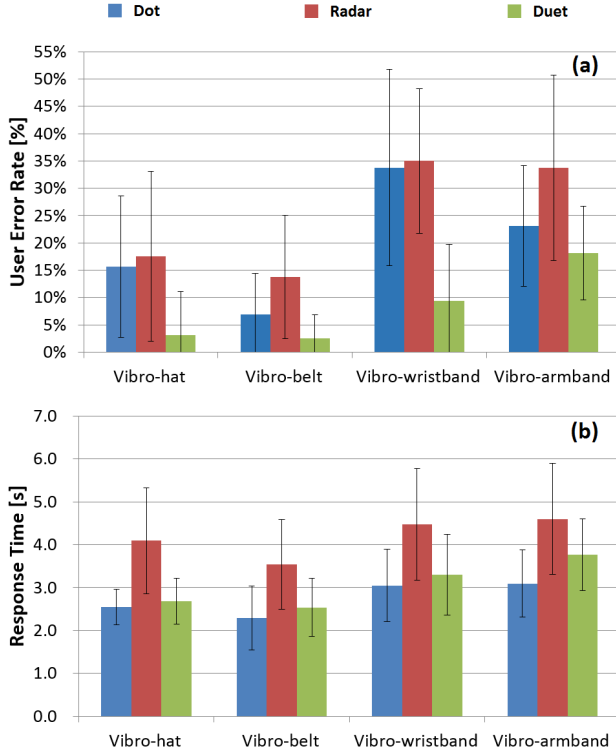 Dot Radar Duet
(a)
User Error Rate [%]
55%
50%
45%
40%
35%
30%
25%
20%
15%
10%
5%
0%
Vibro-hat Vibro-belt Vibro-wristband Vibro-armband
(b)
Response Time [s]
7.0
6.0
5.0
4.0
3.0
2.0
1.0
0.0
Vibro-hat Vibro-belt Vibro-wristband Vibro-armband